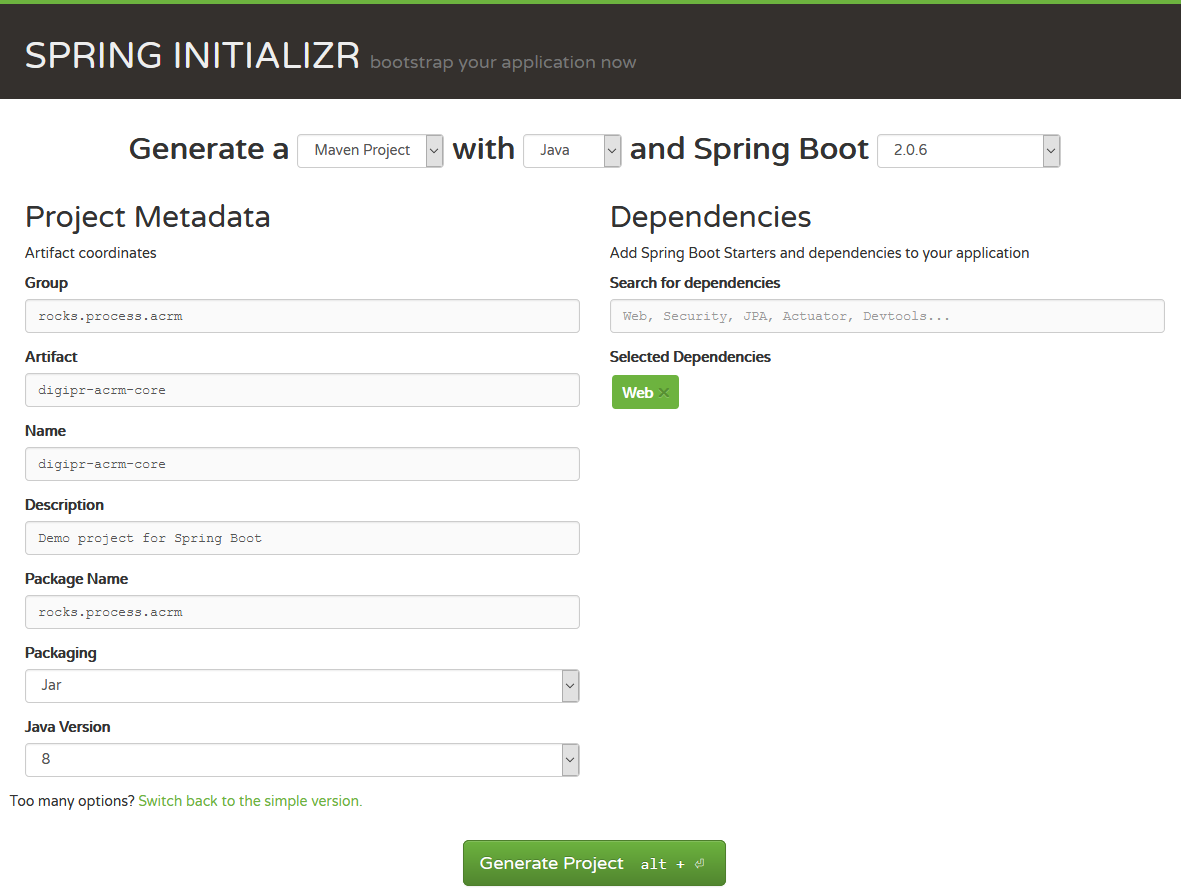 SPRING INITIALIZR bootstrap your application now
Generate a Maven Project with Java and Spring Boot 2.0.6
Project Metadata
Artifact coordinates
Group
rocks.process.acrm
Artifact
digipr-acrm-core
Name
digipr-acrm-core
Description
Demo project for Spring Boot
Package Name
rocks.process.acrm
Packaging
Jar
Java Version
8
Too many options? Switch back to the simple version.
Dependencies
Add Spring Boot Starters and dependencies to your application
Search for dependencies
Web, Security, JPA, Actuator, Devtools...
Selected Dependencies
Web ×
Generate Project alt + ⏎